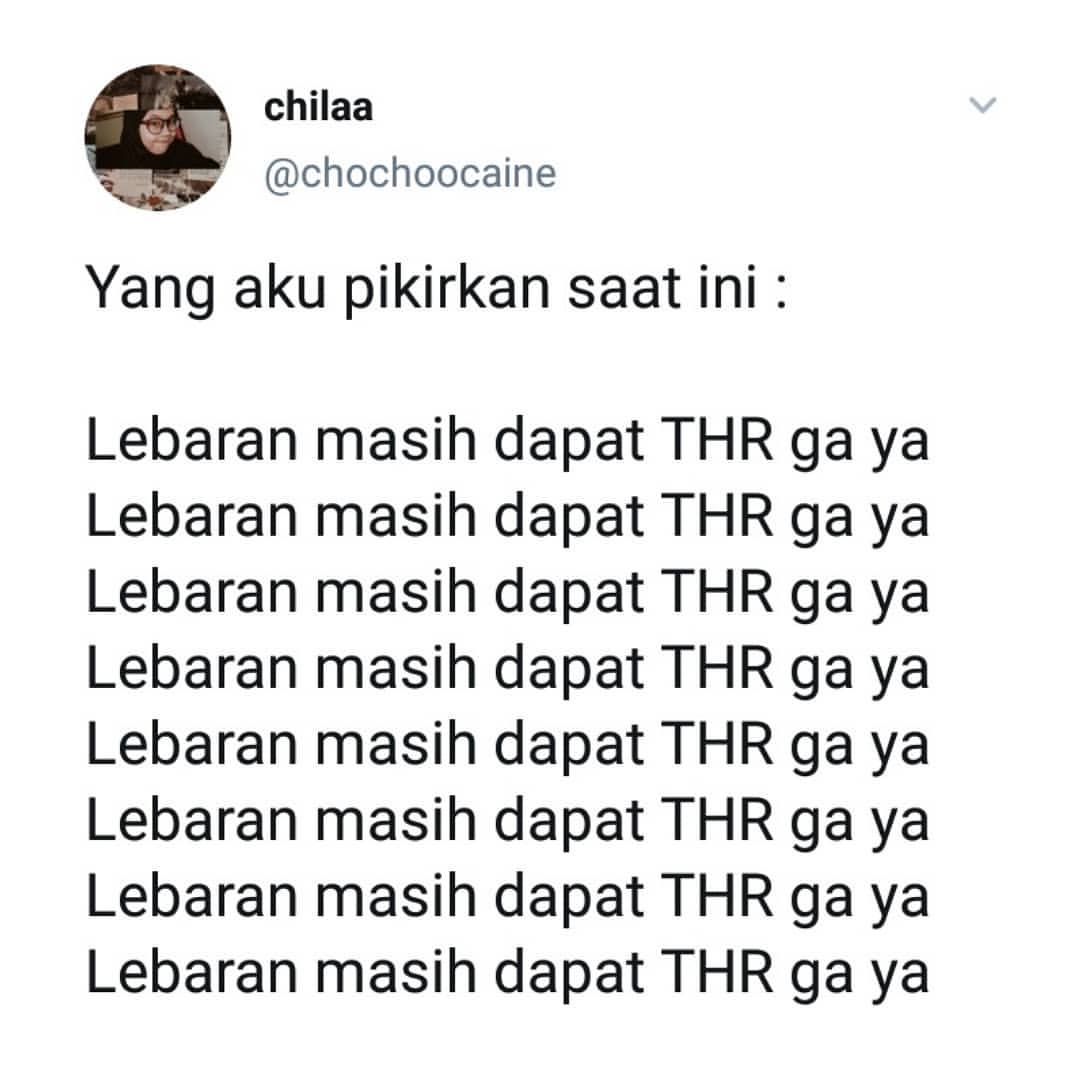 chilaa
@chochoocaine
Yang aku pikirkan saat ini :
Lebaran masih dapat THR ga ya
Lebaran masih dapat THR ga ya
Lebaran masih dapat THR ga ya
Lebaran masih dapat THR ga ya
Lebaran masih dapat THR ga ya
Lebaran masih dapat THR ga ya
Lebaran masih dapat THR ga ya
Lebaran masih dapat THR ga ya